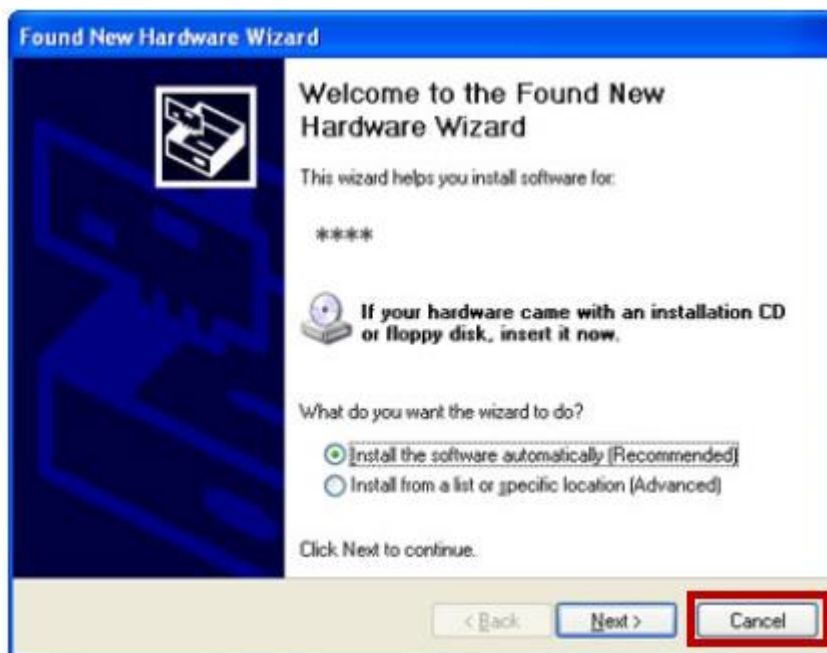 Found New Hardware Wizard
Welcome to the Found New
Hardware Wizard
This wizard helps you install software for:
****
If your hardware came with an installation CD
or floppy disk, insert it now.
What do you want the wizard to do?
Install the software automatically (Recommended)
Install from a list or specific location (Advanced)
Click Next to continue.
< Back Next > Cancel